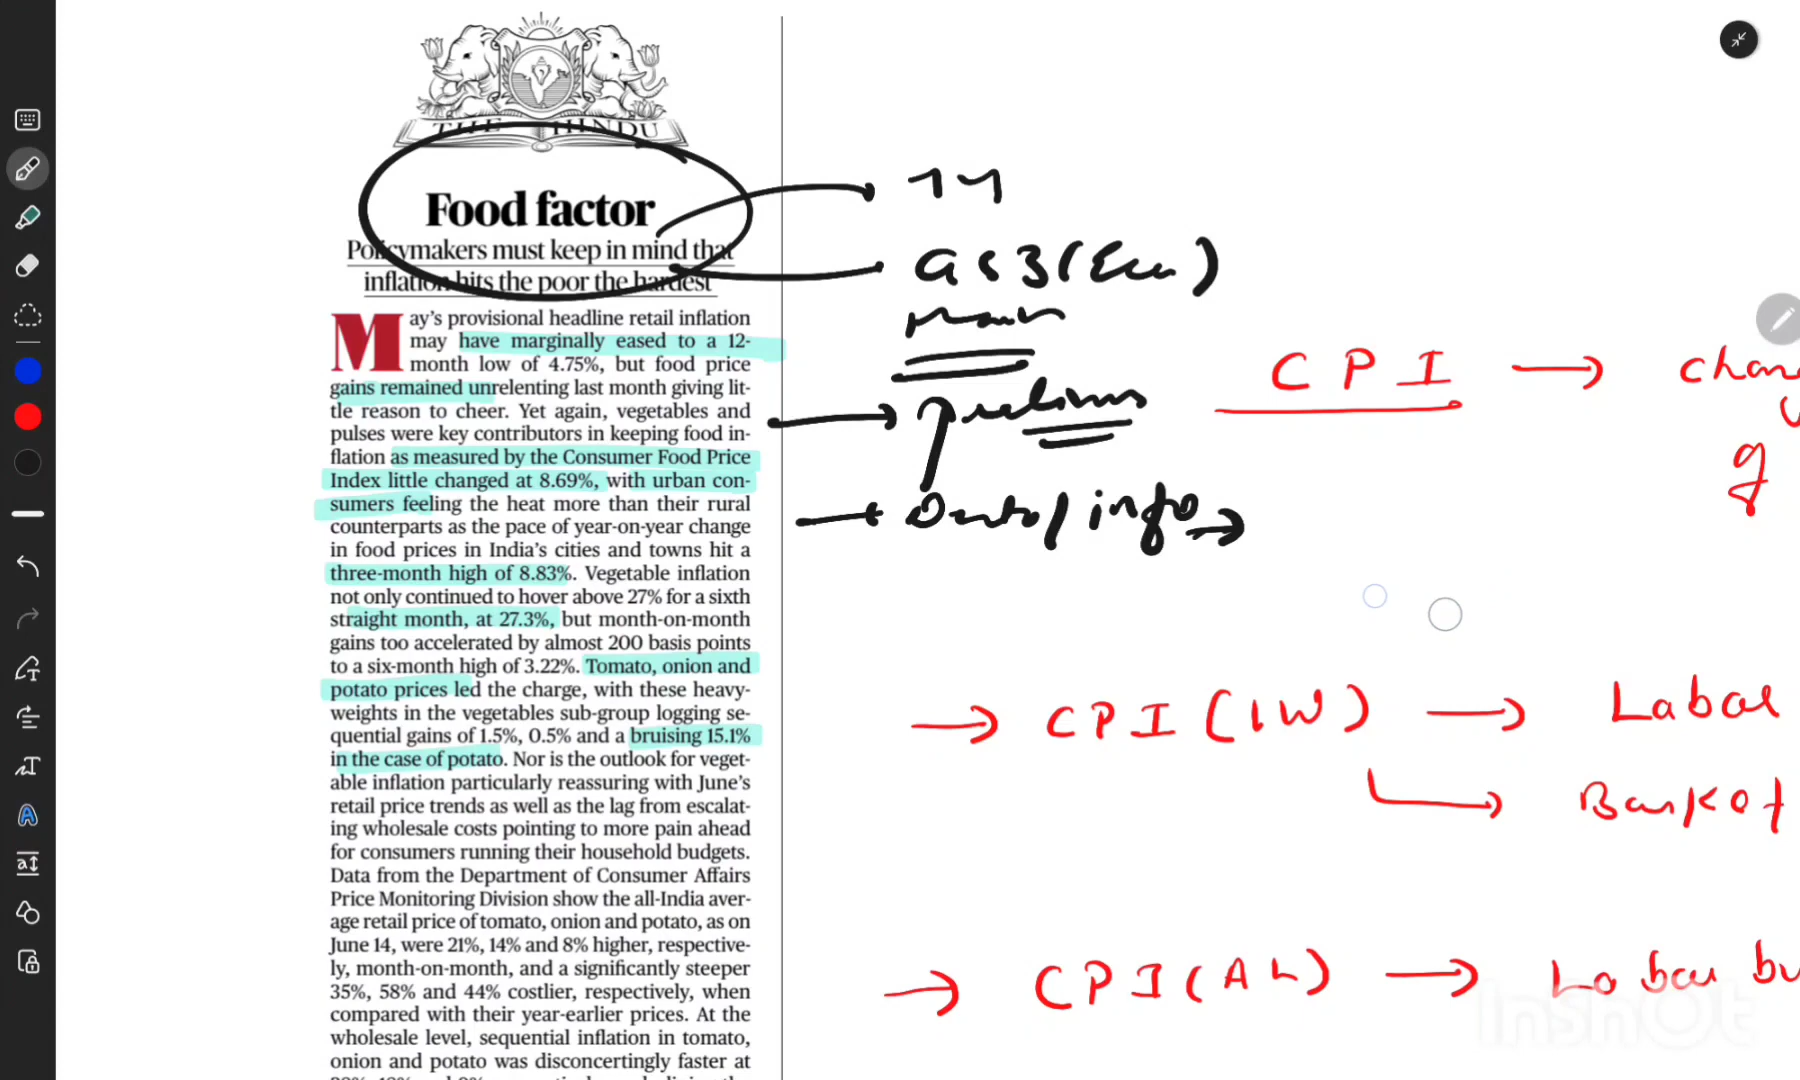 THE HINDU
Food factor
Policymakers must keep in mind that
inflation hits the poor the hardest
May's provisional headline retail inflation
may have marginally eased to a 12-
month low of 4.75%, but food price
gains remained unrelenting last month giving lit-
tle reason to cheer. Yet again, vegetables and
pulses were key contributors in keeping food in-
flation as measured by the Consumer Food Price
Index little changed at 8.69%, with urban con-
sumers feeling the heat more than their rural
counterparts as the pace of year-on-year change
in food prices in India's cities and towns hit a
three-month high of 8.83%. Vegetable inflation
not only continued to hover above 27% for a sixth
straight month, at 27.3%, but month-on-month
gains too accelerated by almost 200 basis points
to a six-month high of 3.22%. Tomato, onion and
potato prices led the charge, with these heavy-
weights in the vegetables sub-group logging se-
quential gains of 1.5%, 0.5% and a bruising 15.1%
in the case of potato. Nor is the outlook for veget-
able inflation particularly reassuring with June's
retail price trends as well as the lag from escalat-
ing wholesale costs pointing to more pain ahead
for consumers running their household budgets.
Data from the Department of Consumer Affairs
Price Monitoring Division show the all-India aver-
age retail price of tomato, onion and potato, as on
June 14, were 21%, 14% and 8% higher, respective-
ly, month-on-month, and a significantly steeper
35%, 58% and 44% costlier, respectively, when
compared with their year-earlier prices. At the
wholesale level, sequential inflation in tomato,
onion and potato was disconcertingly faster at
Prelims
Data/info →
CPI →
→ CPI (IW) → Labor
→ Basket
→ CPI (AL) → Labou bu
InShOt